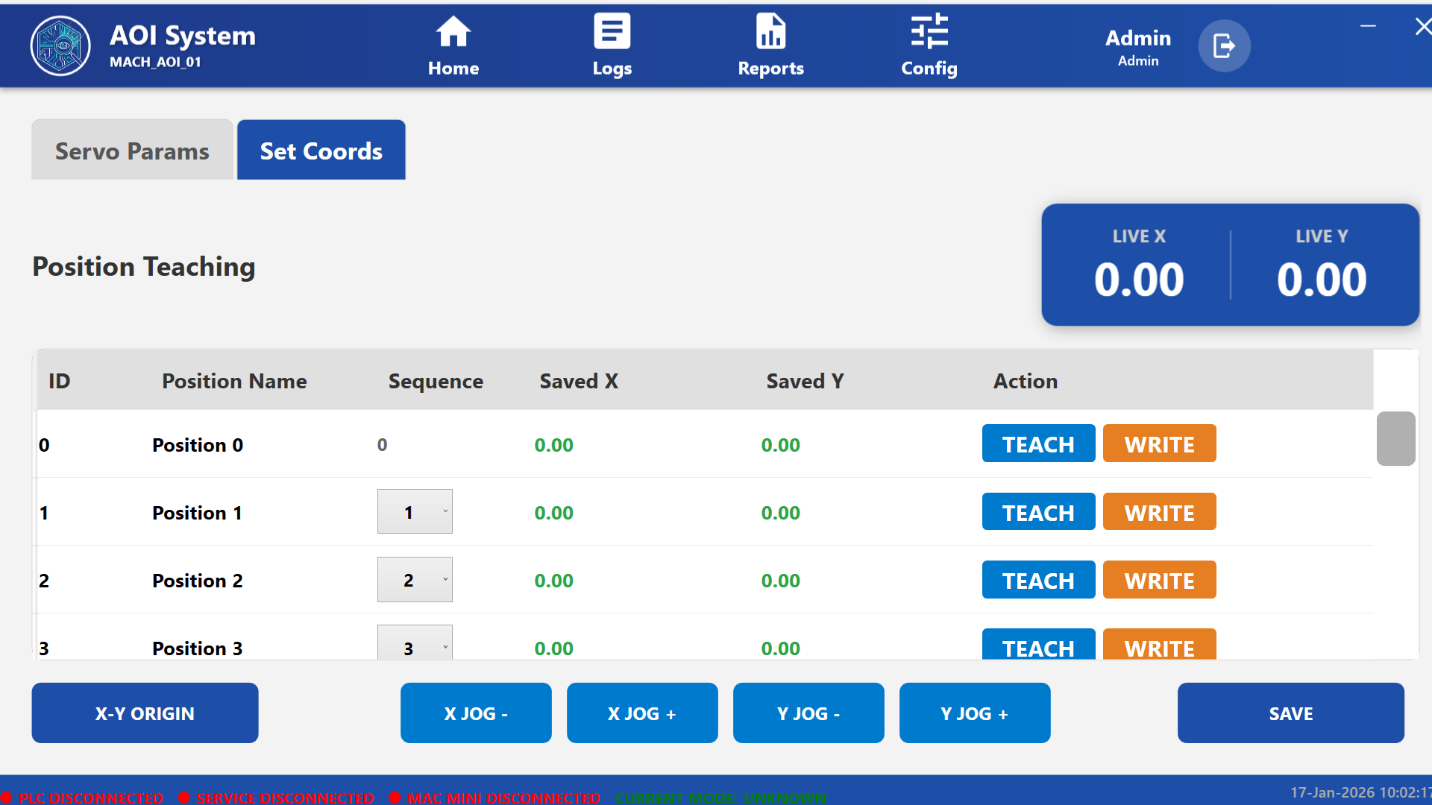 AOI System
MACH_AOI_01
Home
Logs
Reports
Config
Admin
Admin
Servo Params
Set Coords
LIVE X
0.00
LIVE Y
0.00
Position Teaching
ID Position Name Sequence Saved X Saved Y Action
0 Position 0 0 0.00 0.00 TEACH WRITE
1 Position 1 1 0.00 0.00 TEACH WRITE
2 Position 2 2 0.00 0.00 TEACH WRITE
3 Position 3 3 0.00 0.00 TEACH WRITE
X-Y ORIGIN
X JOG -
X JOG +
Y JOG -
Y JOG +
SAVE
PLC DISCONNECTED SERVICE DISCONNECTED MAC MINI DISCONNECTED CURRENT MODE: UNKNOWN
17-Jan-2026 10:02:17